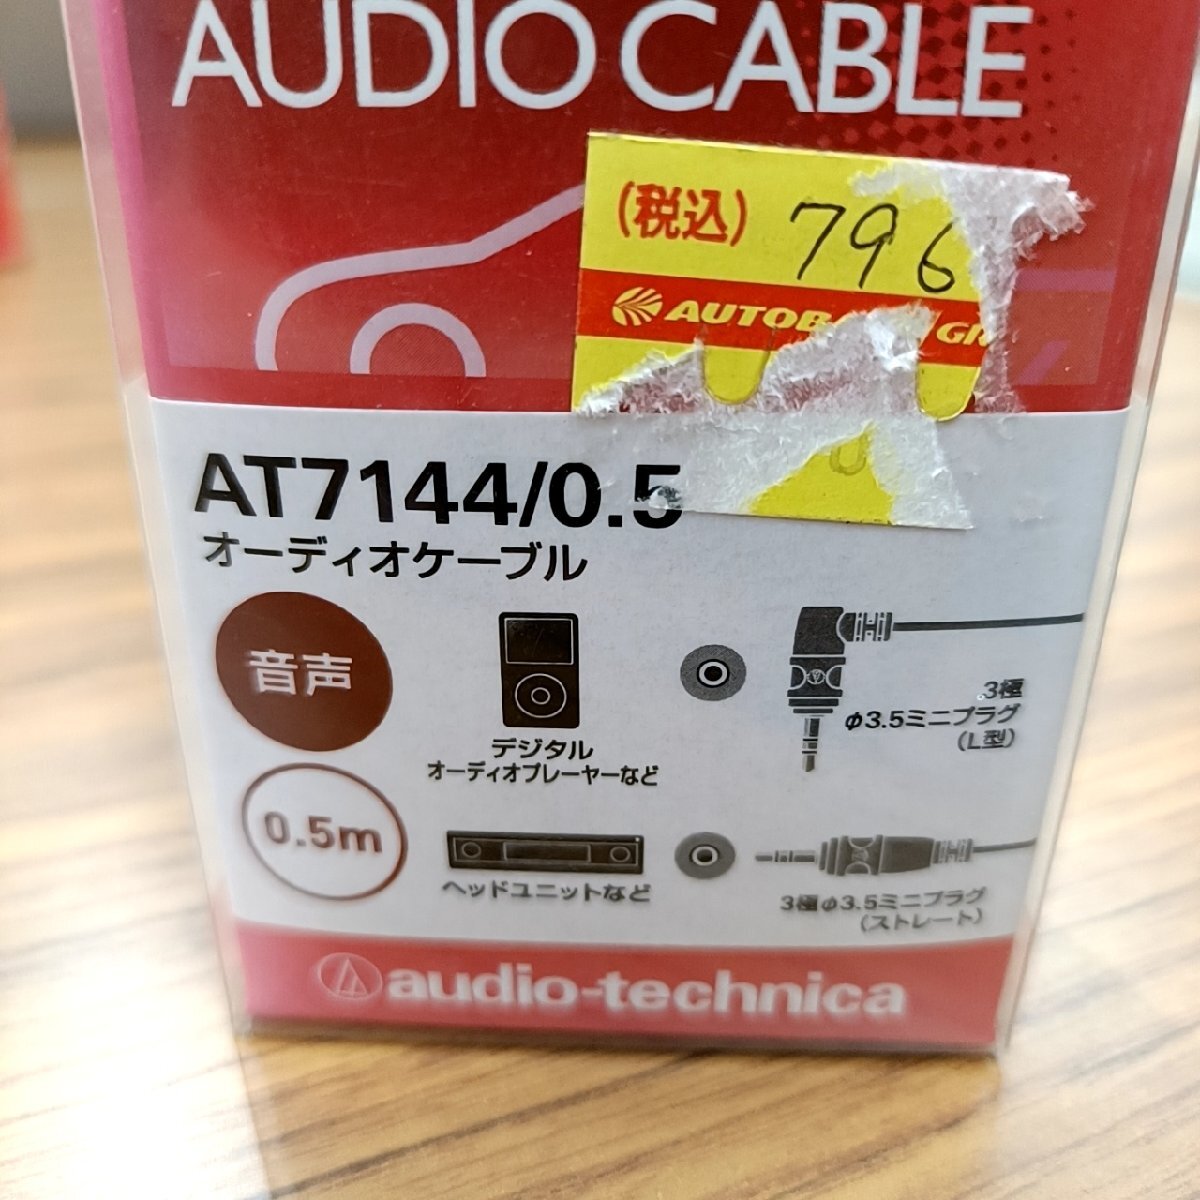 AUDIO CABLE
(税込) 796
AT7144/0.5
オーディオケーブル
音声
デジタル
オーディオプレーヤーなど
3極
φ3.5ミニプラグ
(L型)
0.5m
ヘッドユニットなど
3極φ3.5ミニプラグ
(ストレート)
audio-technica